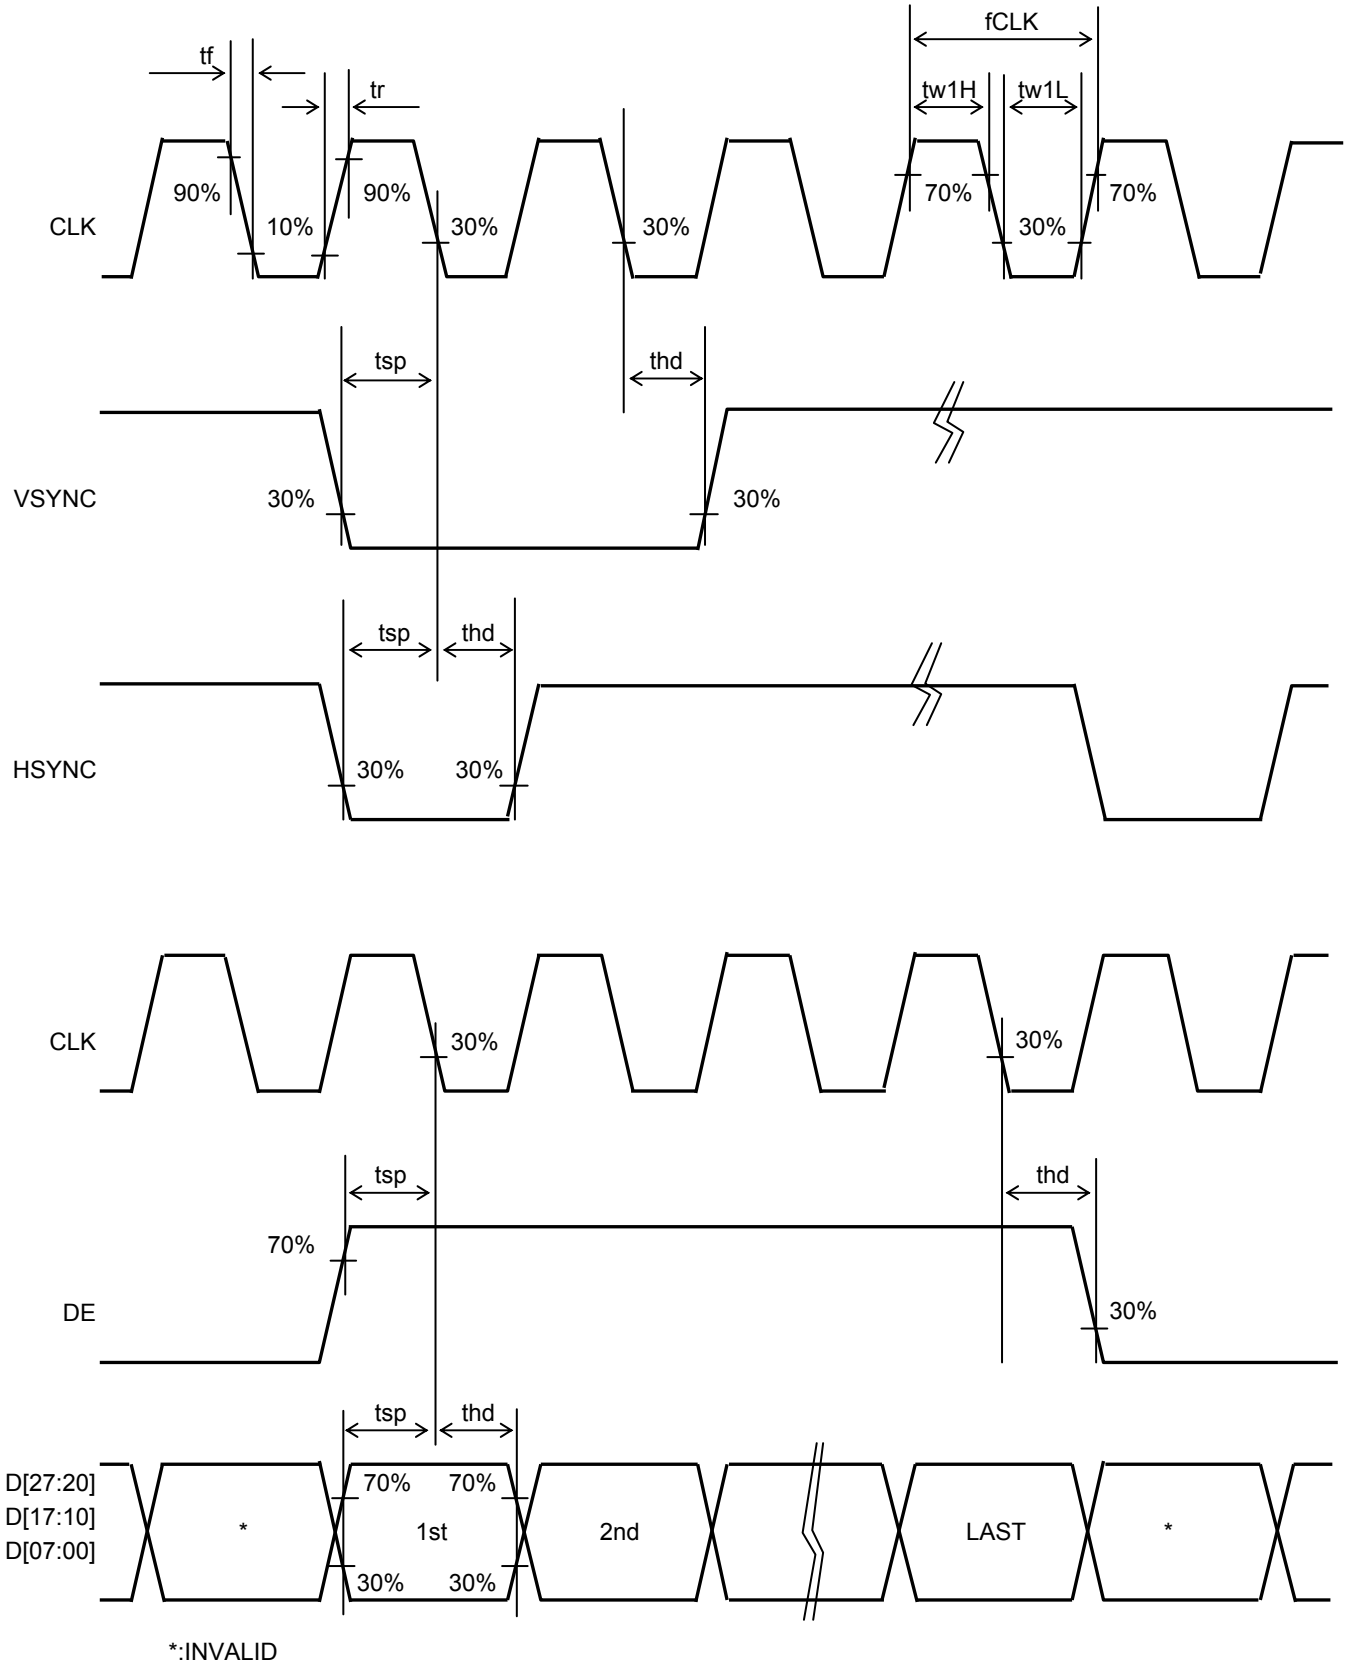 fCLK
tf
tr
tw1H
tw1L
90%
90%
70%
70%
CLK
10%
30%
30%
30%
tsp
thd
VSYNC
30%
30%
tsp
thd
HSYNC
30%
30%
CLK
30%
30%
tsp
thd
70%
DE
30%
tsp
thd
D[27:20]
70%
70%
D[17:10]
*
1st
2nd
LAST
*
D[07:00]
30%
30%
*:INVALID